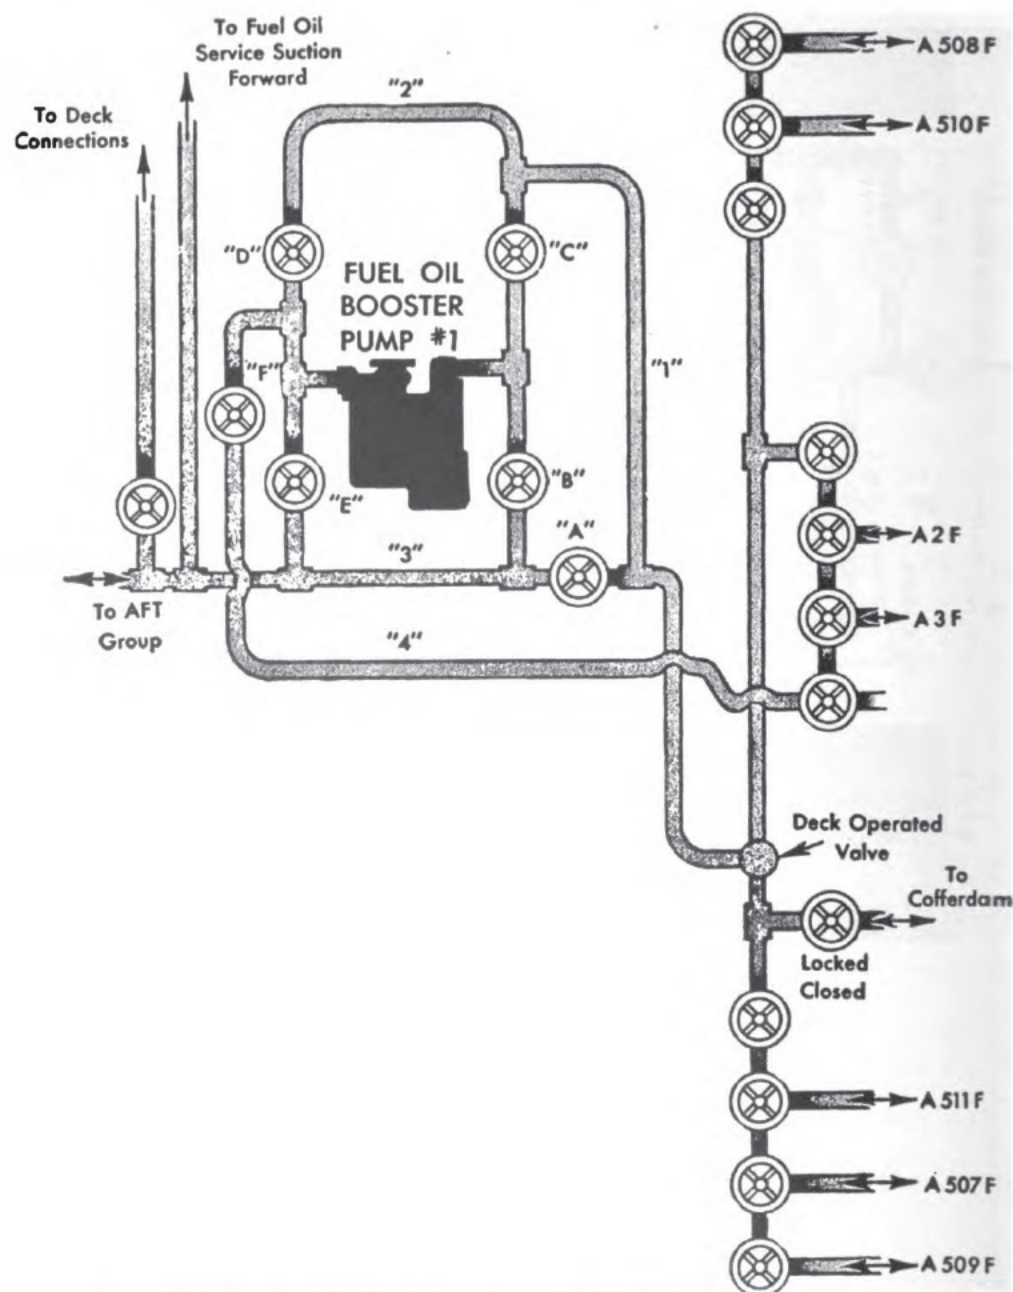 To Fuel Oil
Service Suction
Forward
To Deck
Connections
"2"
A 508 F
A 510 F
"D"
"C"
FUEL OIL
BOOSTER
PUMP #1
"F"
"1"
"E"
"B"
"A"
"3"
To AFT
Group
"4"
A 2 F
A 3 F
Deck Operated
Valve
To
Cofferdam
Locked
Closed
A 511 F
A 507 F
A 509 F